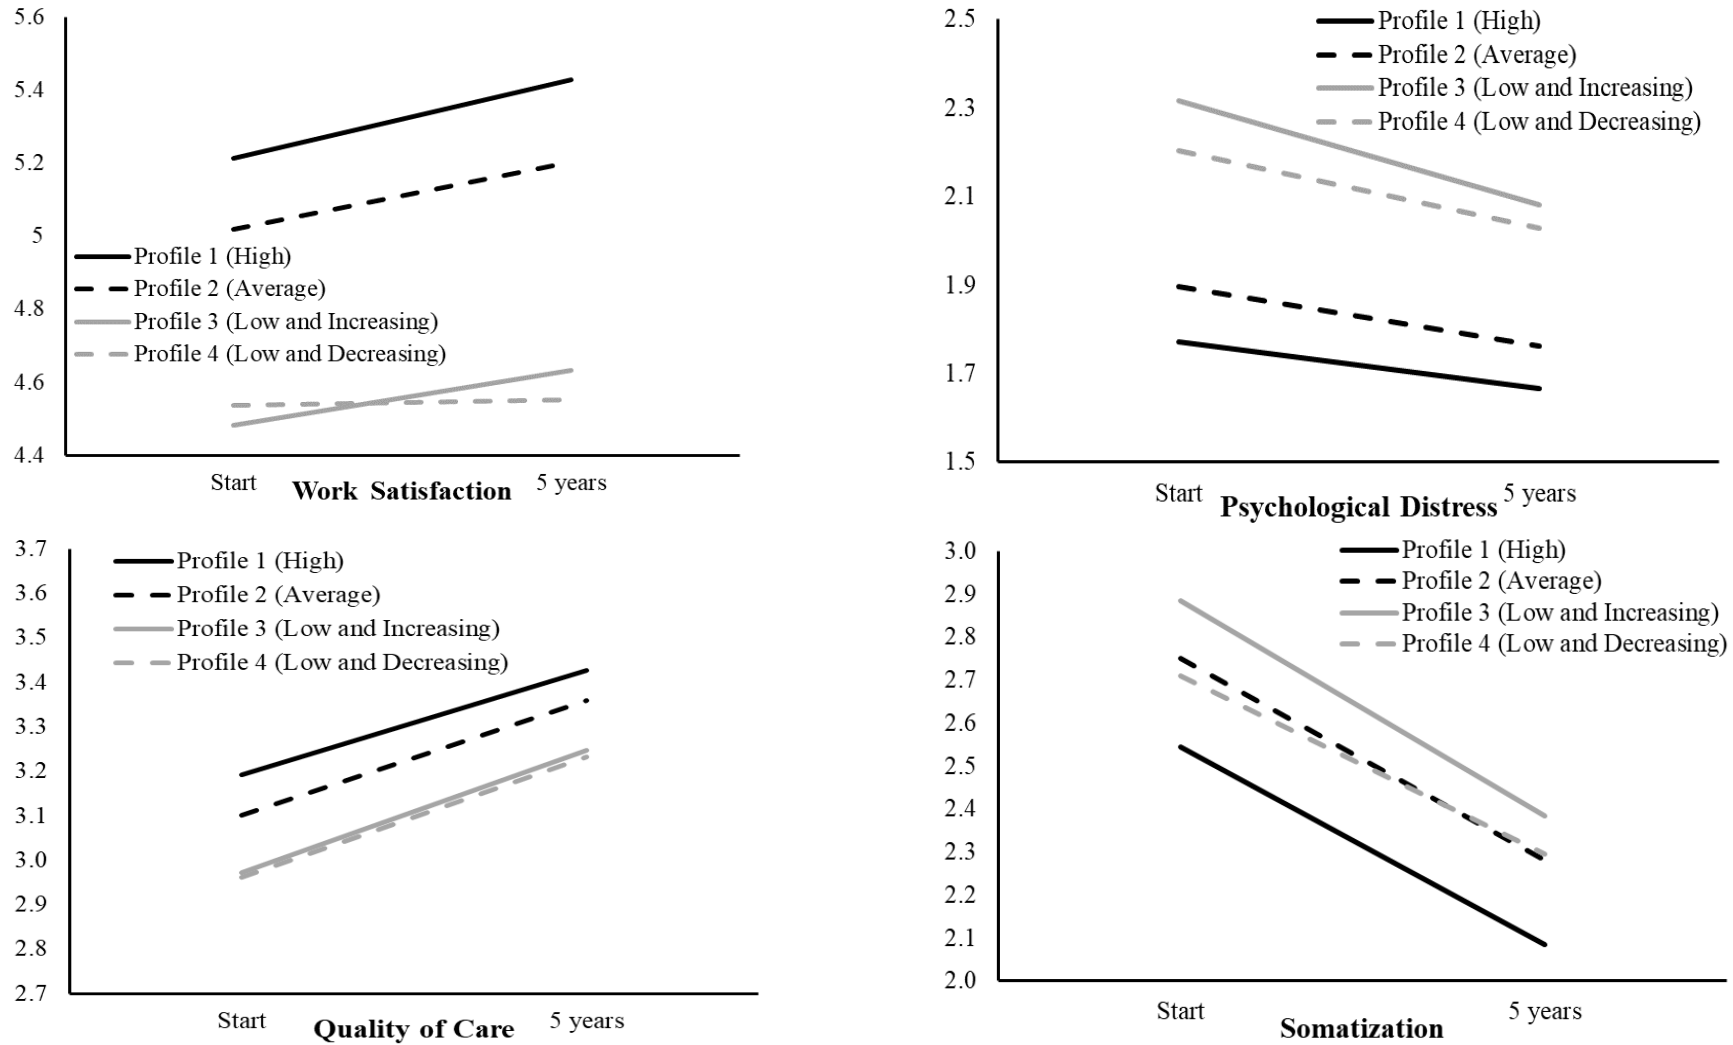 5.6
5.4
5.2
5
4.8
4.6
4.4
Profile 1 (High)
Profile 2 (Average)
Profile 3 (Low and Increasing)
Profile 4 (Low and Decreasing)
Start
5 years
Work Satisfaction
2.5
2.3
2.1
1.9
1.7
1.5
Profile 1 (High)
Profile 2 (Average)
Profile 3 (Low and Increasing)
Profile 4 (Low and Decreasing)
Start
5 years
Psychological Distress
3.7
3.6
3.5
3.4
3.3
3.2
3.1
3.0
2.9
2.8
2.7
Profile 1 (High)
Profile 2 (Average)
Profile 3 (Low and Increasing)
Profile 4 (Low and Decreasing)
Start
5 years
Quality of Care
3.0
2.9
2.8
2.7
2.6
2.5
2.4
2.3
2.2
2.1
2.0
Profile 1 (High)
Profile 2 (Average)
Profile 3 (Low and Increasing)
Profile 4 (Low and Decreasing)
Start
5 years
Somatization